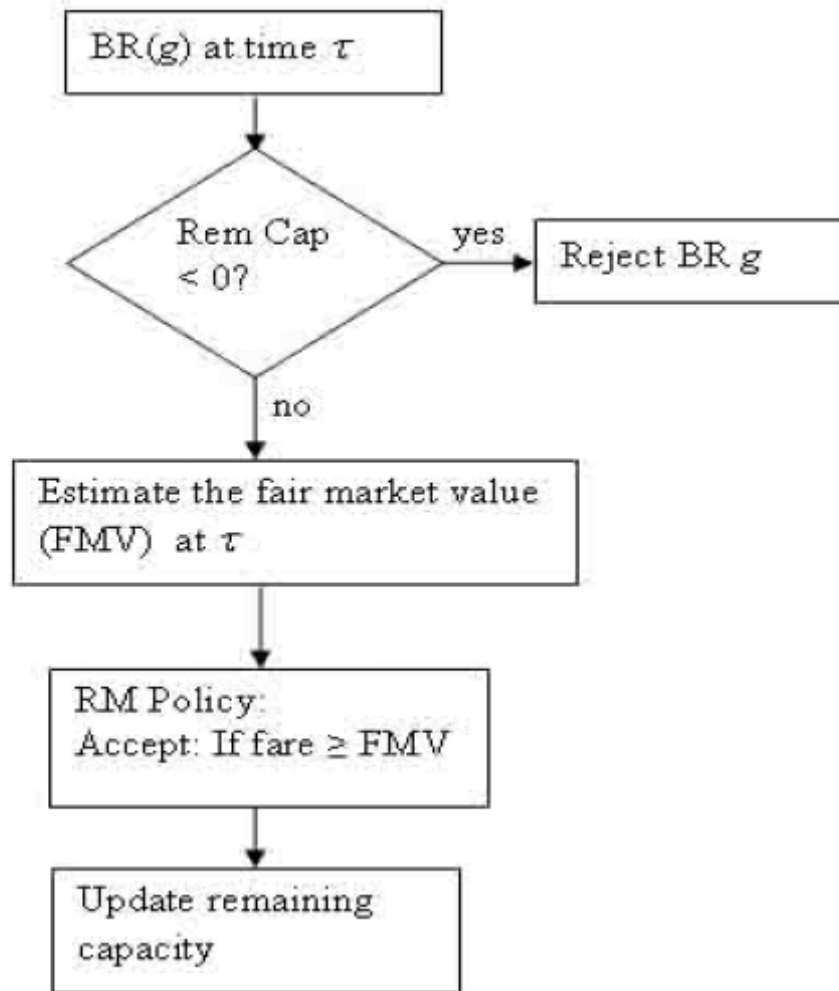 BR(g) at time τ
Rem Cap
< 0?
yes
Reject BR g
no
Estimate the fair market value
(FMV) at τ
RM Policy:
Accept: If fare ≥ FMV
Update remaining
capacity